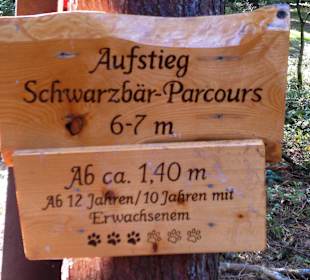 Aufstieg
Schwarzbär-Parcours
6-7 m
Ab ca. 1,40 m
Ab 12 Jahren/10 Jahren mit
Erwachsenem